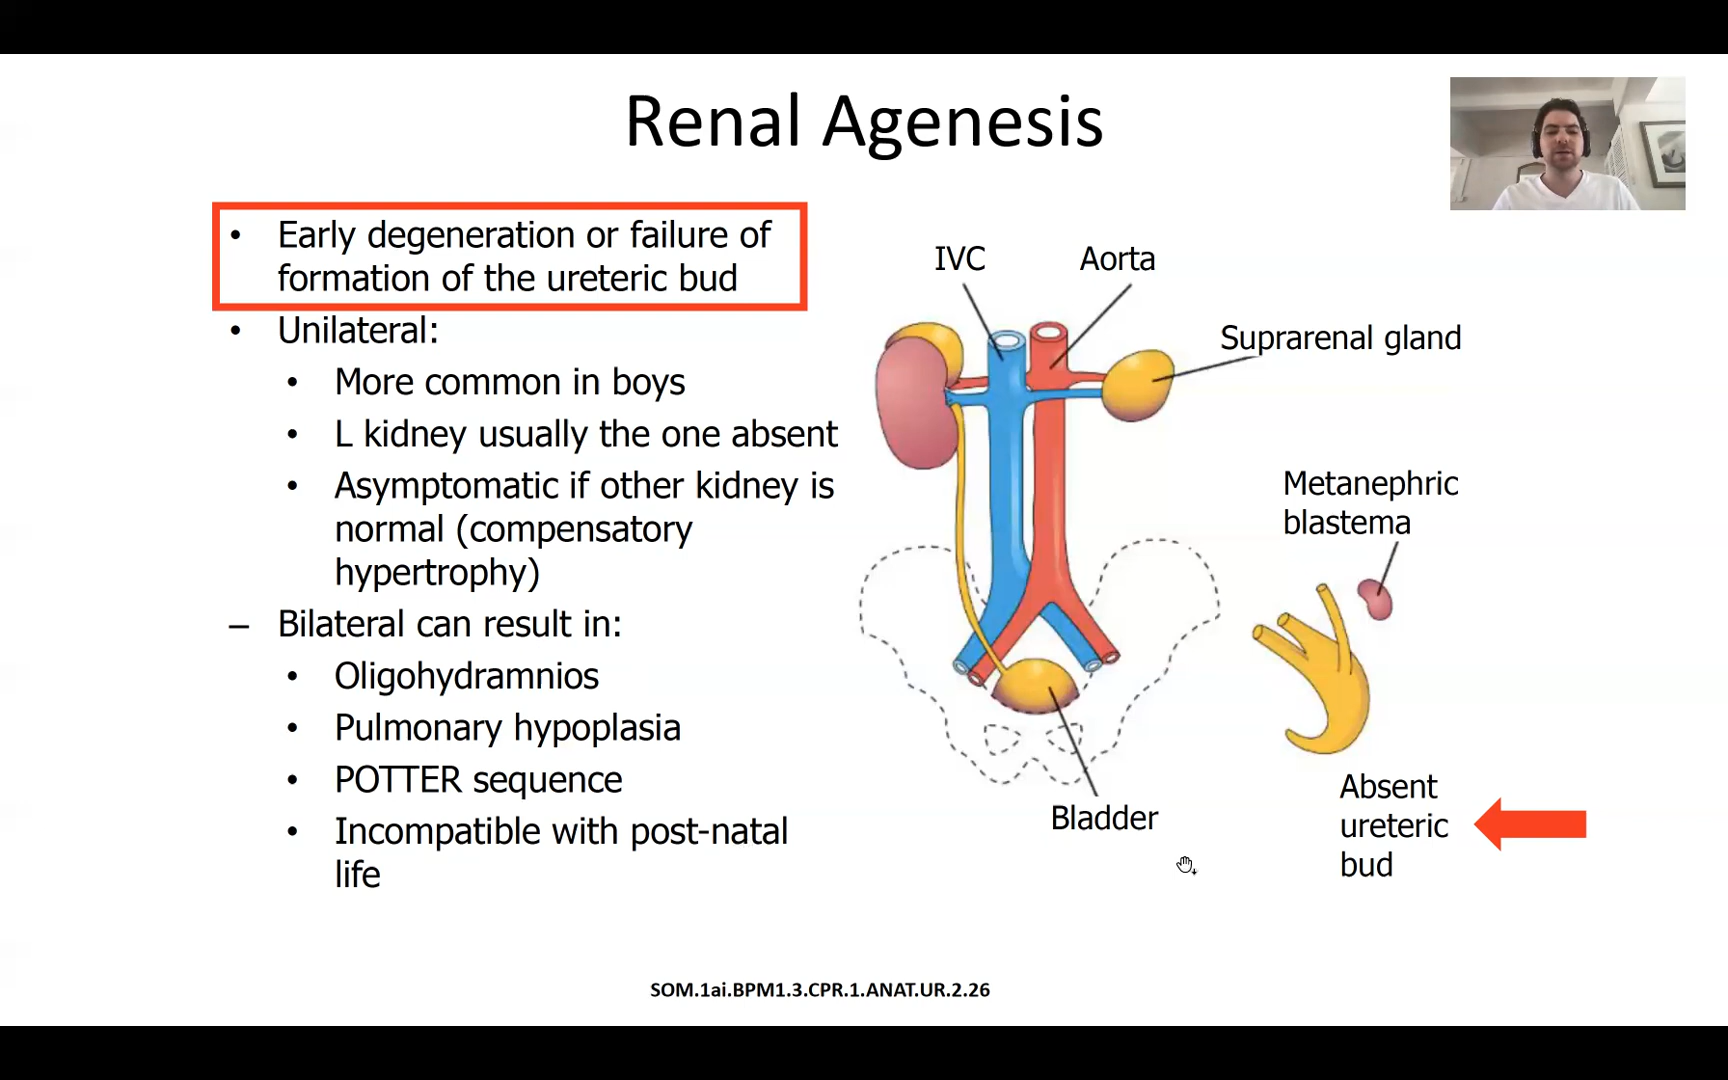 Renal Agenesis
• Early degeneration or failure of
formation of the ureteric bud
• Unilateral:
• More common in boys
• L kidney usually the one absent
• Asymptomatic if other kidney is
normal (compensatory
hypertrophy)
– Bilateral can result in:
• Oligohydramnios
• Pulmonary hypoplasia
• POTTER sequence
• Incompatible with post-natal
life
IVC
Aorta
Suprarenal gland
Metanephric
blastema
Bladder
Absent
ureteric
bud
SOM.1ai.BPM1.3.CPR.1.ANAT.UR.2.26